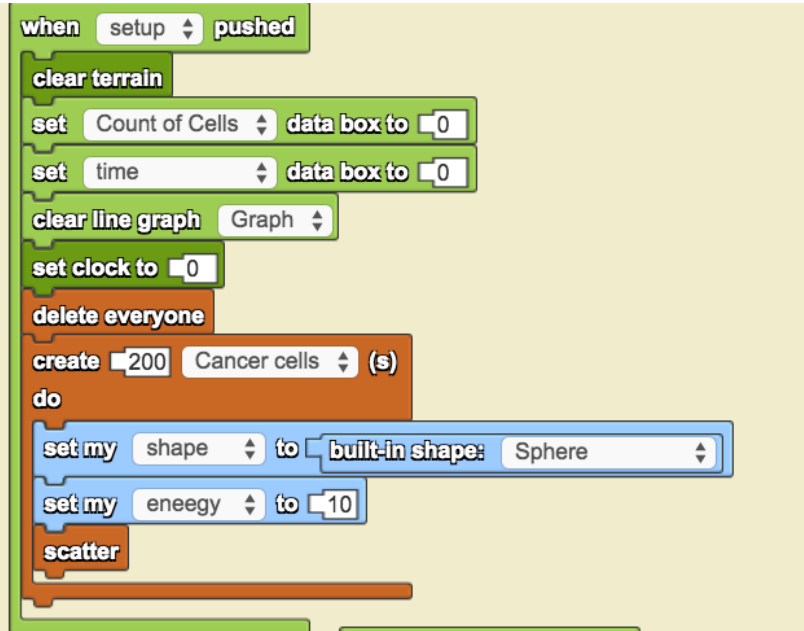 when setup pushed
clear terrain
set Count of Cells data box to 0
set time data box to 0
clear line graph Graph
set clock to 0
delete everyone
create 200 Cancer cells (s)
do
set my shape to built-in shape: Sphere
set my eneegy to 10
scatter